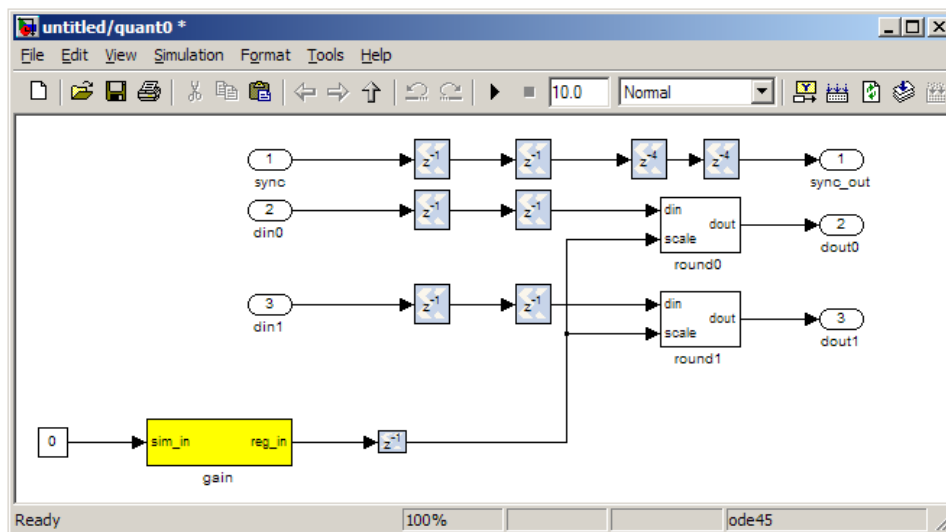 untitled/quant0 *
File Edit View Simulation Format Tools Help
10.0 Normal
1 z-1 z-1 z-4 z-4 1
sync sync_out
2 z-1 z-1 din dout 2
din0 scale dout0
round0
3 z-1 z-1 din dout 3
din1 scale dout1
round1
0 sim_in reg_in z-1
gain
Ready 100% ode45